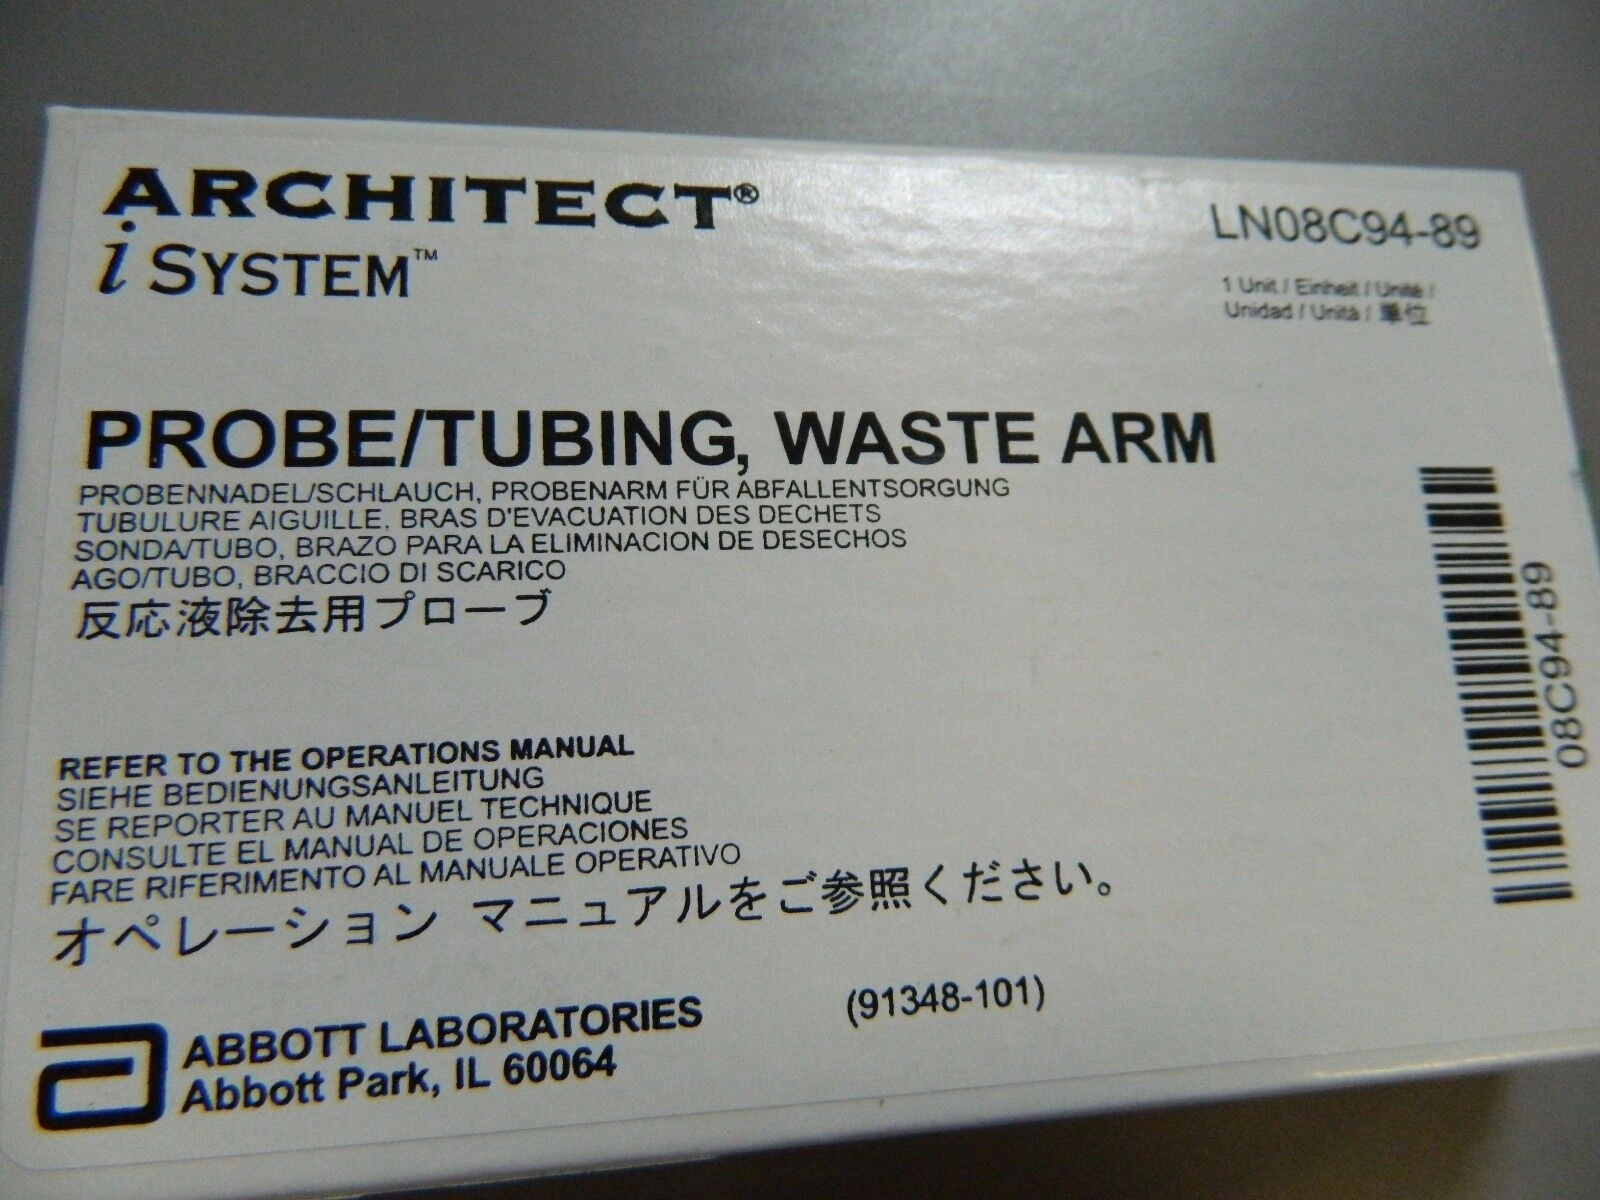 ARCHITECT®
i SYSTEM™
LN08C94-89
1 Unit / Einheit / Unité /
Unidad / Unità / 単位
PROBE/TUBING, WASTE ARM
PROBENNADEL/SCHLAUCH, PROBENARM FÜR ABFALLENTSORGUNG
TUBULURE AIGUILLE, BRAS D'EVACUATION DES DECHETS
SONDA/TUBO, BRAZO PARA LA ELIMINACION DE DESECHOS
AGO/TUBO, BRACCIO DI SCARICO
反応液除去用プローブ
08C94-89
REFER TO THE OPERATIONS MANUAL
SIEHE BEDIENUNGSANLEITUNG
SE REPORTER AU MANUEL TECHNIQUE
CONSULTE EL MANUAL DE OPERACIONES
FARE RIFERIMENTO AL MANUALE OPERATIVO
オペレーション マニュアルをご参照ください。
ABBOTT LABORATORIES
Abbott Park, IL 60064
(91348-101)